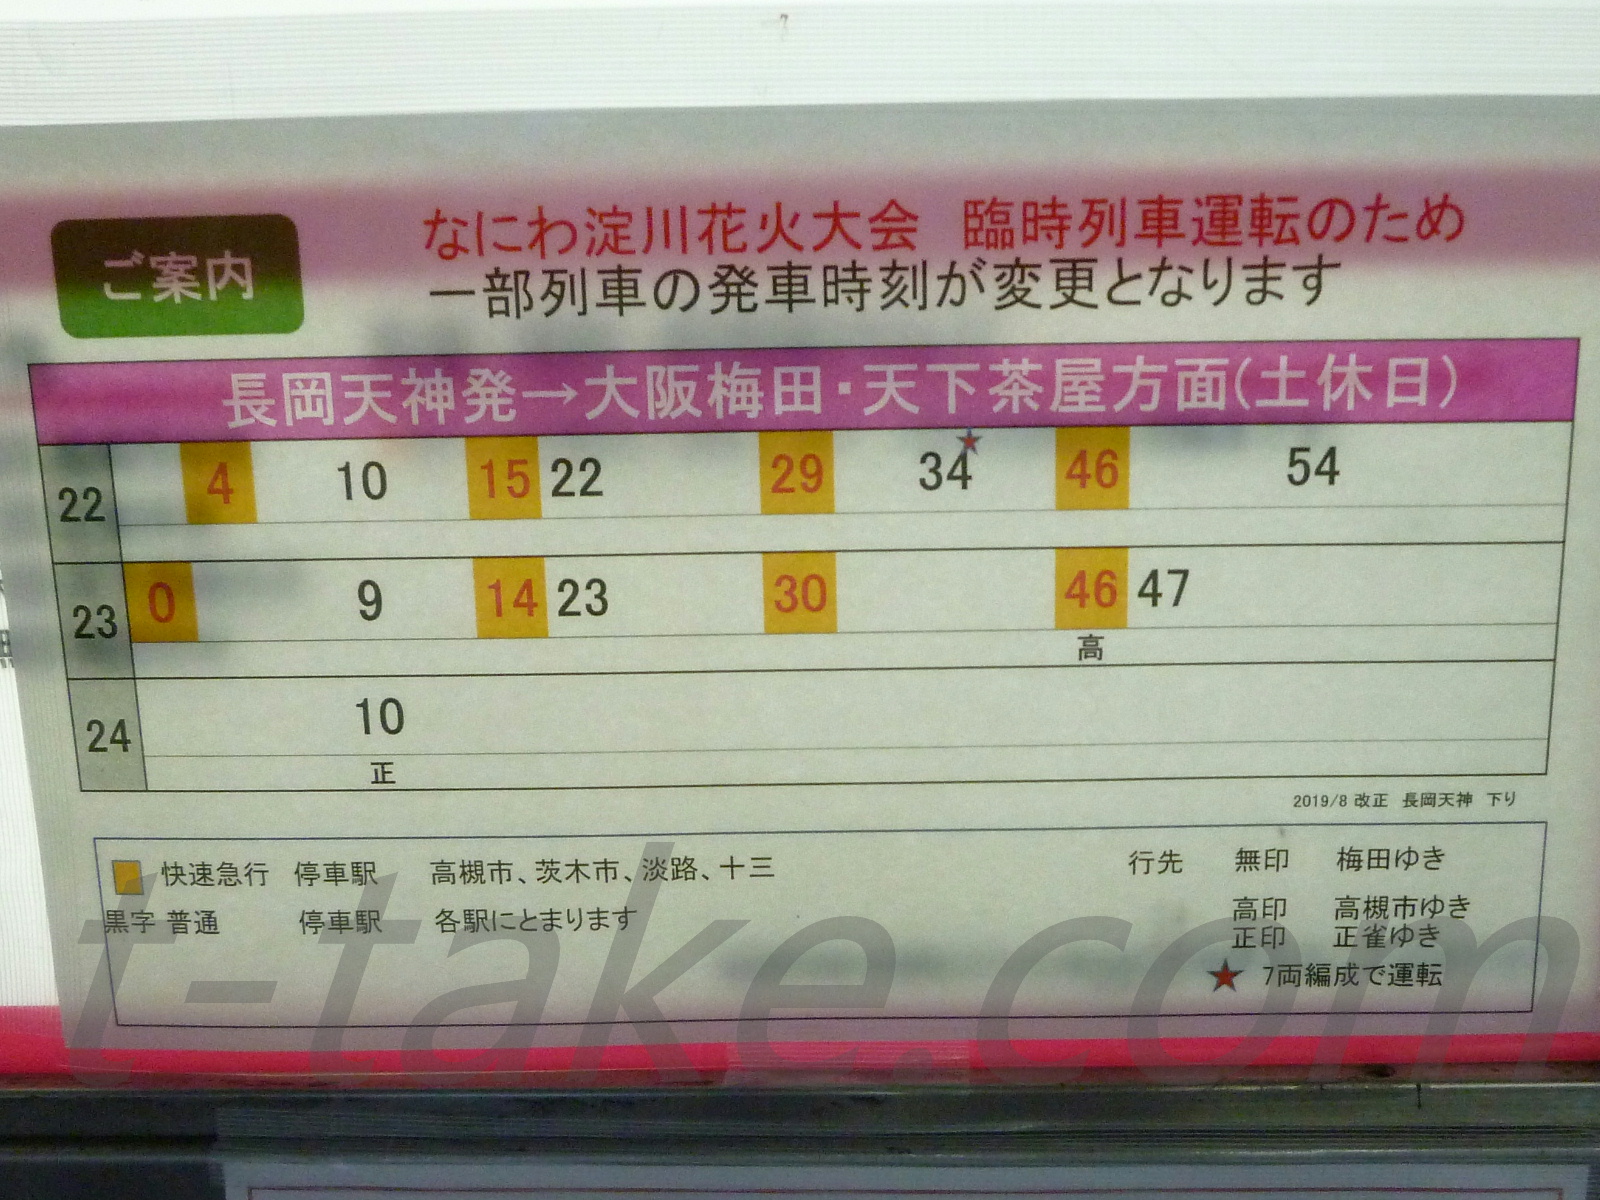 ご案内
なにわ淀川花火大会 臨時列車運転のため
一部列車の発車時刻が変更となります
長岡天神発→大阪梅田・天下茶屋方面(土休日)
22 4 10 15 22 29 34★ 46 54
23 0 9 14 23 30 46 47
高
24 10
正
2019/8 改正 長岡天神 下り
快速急行 停車駅 高槻市、茨木市、淡路、十三
黒字 普通 停車駅 各駅にとまります
行先 無印 梅田ゆき
高印 高槻市ゆき
正印 正雀ゆき
★ 7両編成で運転
t-take.com